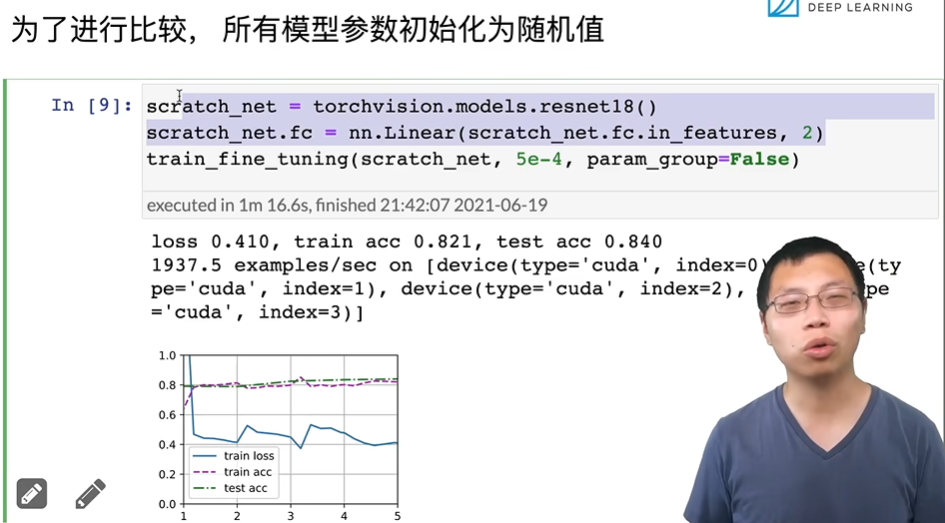 DEEP LEARNING
为了进行比较， 所有模型参数初始化为随机值
In [9]:
scratch_net = torchvision.models.resnet18()
scratch_net.fc = nn.Linear(scratch_net.fc.in_features, 2)
train_fine_tuning(scratch_net, 5e-4, param_group=False)
executed in 1m 16.6s, finished 21:42:07 2021-06-19
loss 0.410, train acc 0.821, test acc 0.840
1937.5 examples/sec on [device(type='cuda', index=0) e(ty
pe='cuda', index=1), device(type='cuda', index=2), pe
='cuda', index=3)]
1.0
0.8
0.6
0.4
train loss
train acc
0.2
test acc
0.0
1 2 3 4 5